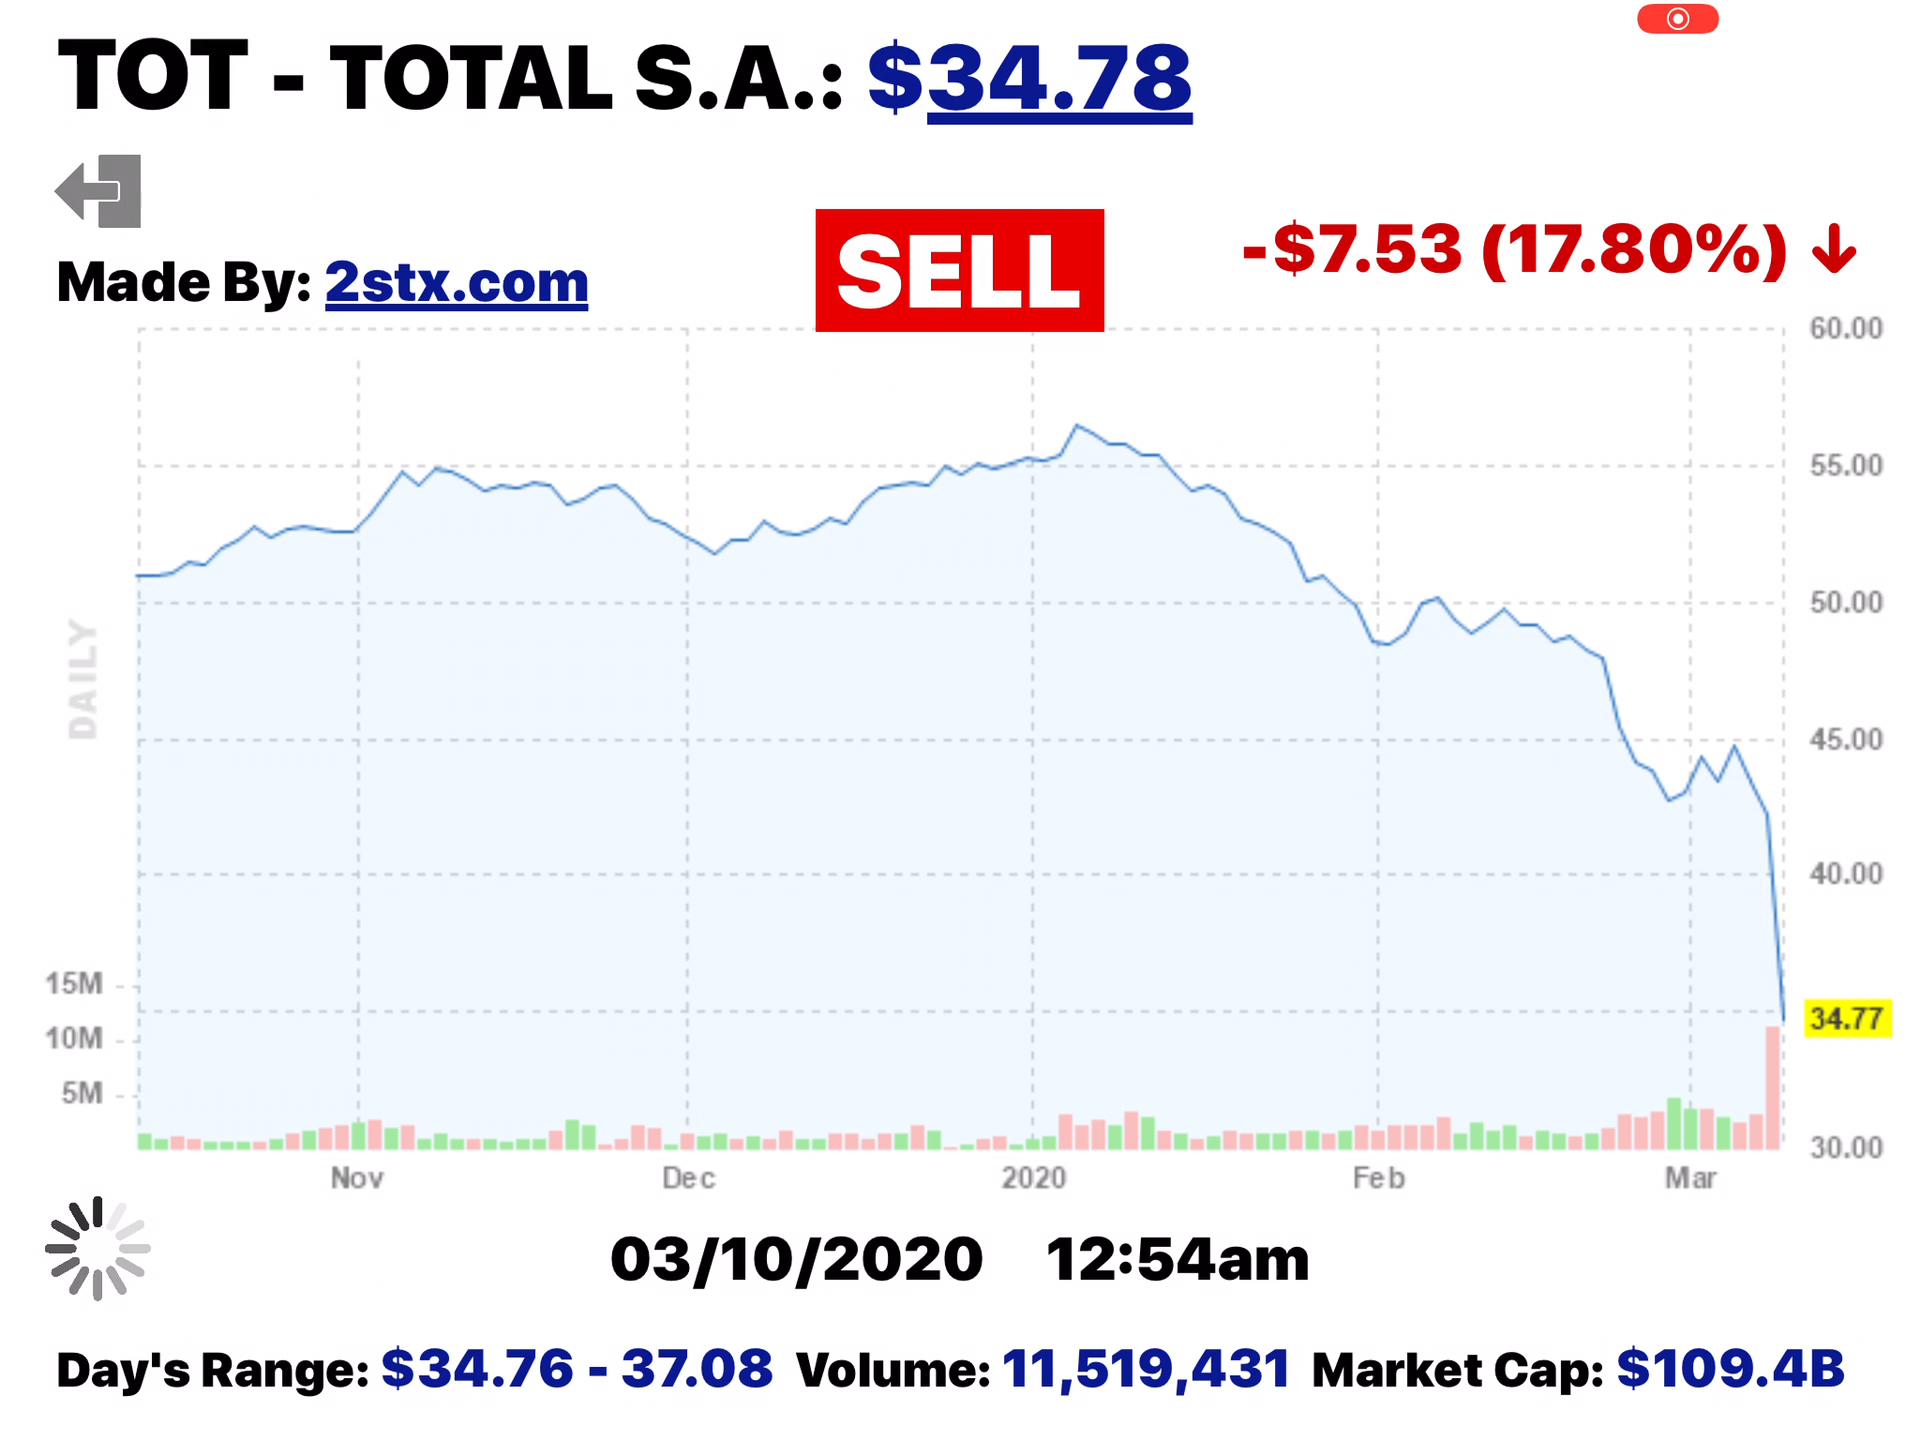 TOT - TOTAL S.A.: $34.78
Made By: 2stx.com
SELL
-$7.53 (17.80%) ↓
60.00
55.00
50.00
45.00
40.00
34.77
30.00
DAILY
15M
10M
5M
Nov Dec 2020 Feb Mar
03/10/2020 12:54am
Day's Range: $34.76 - 37.08 Volume: 11,519,431 Market Cap: $109.4B